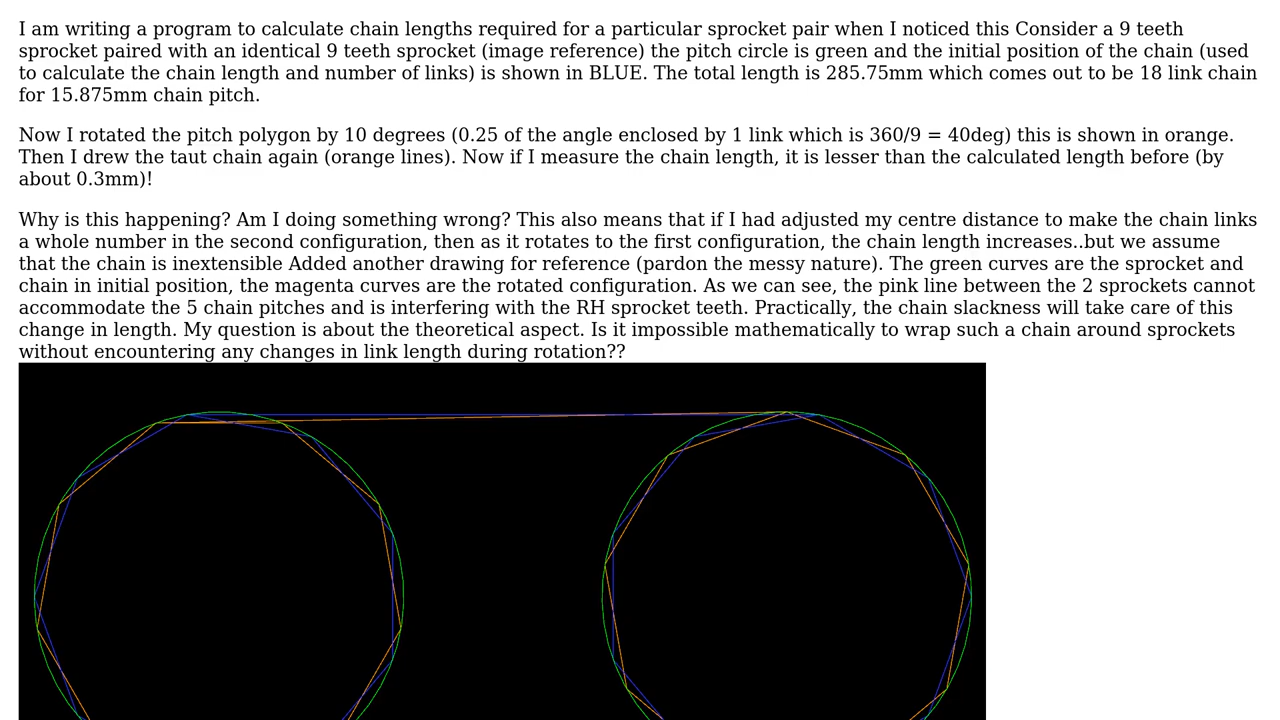 I am writing a program to calculate chain lengths required for a particular sprocket pair when I noticed this Consider a 9 teeth
sprocket paired with an identical 9 teeth sprocket (image reference) the pitch circle is green and the initial position of the chain (used
to calculate the chain length and number of links) is shown in BLUE. The total length is 285.75mm which comes out to be 18 link chain
for 15.875mm chain pitch.
Now I rotated the pitch polygon by 10 degrees (0.25 of the angle enclosed by 1 link which is 360/9 = 40deg) this is shown in orange.
Then I drew the taut chain again (orange lines). Now if I measure the chain length, it is lesser than the calculated length before (by
about 0.3mm)!
Why is this happening? Am I doing something wrong? This also means that if I had adjusted my centre distance to make the chain links
a whole number in the second configuration, then as it rotates to the first configuration, the chain length increases..but we assume
that the chain is inextensible Added another drawing for reference (pardon the messy nature). The green curves are the sprocket and
chain in initial position, the magenta curves are the rotated configuration. As we can see, the pink line between the 2 sprockets cannot
accommodate the 5 chain pitches and is interfering with the RH sprocket teeth. Practically, the chain slackness will take care of this
change in length. My question is about the theoretical aspect. Is it impossible mathematically to wrap such a chain around sprockets
without encountering any changes in link length during rotation??